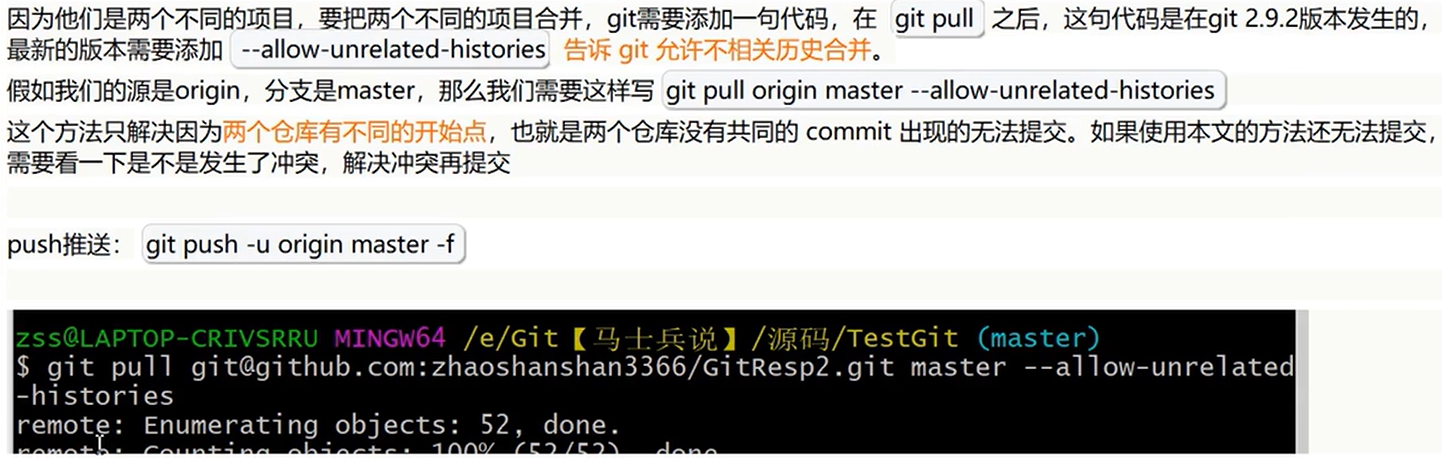 因为他们是两个不同的项目，要把两个不同的项目合并，git需要添加一句代码，在 git pull 之后，这句代码是在git 2.9.2版本发生的，
最新的版本需要添加 --allow-unrelated-histories 告诉 git 允许不相关历史合并。
假如我们的源是origin，分支是master，那么我们需要这样写 git pull origin master --allow-unrelated-histories
这个方法只解决因为两个仓库有不同的开始点，也就是两个仓库没有共同的 commit 出现的无法提交。如果使用本文的方法还无法提交，
需要看一下是不是发生了冲突，解决冲突再提交
push推送： git push -u origin master -f
zss@LAPTOP-CRIVSRRU MINGW64 /e/Git【马士兵说】/源码/TestGit (master)
$ git pull git@github.com:zhaoshanshan3366/GitResp2.git master --allow-unrelated
-histories
remote: Enumerating objects: 52, done.
remote: Counting objects: 100% (52/52), done